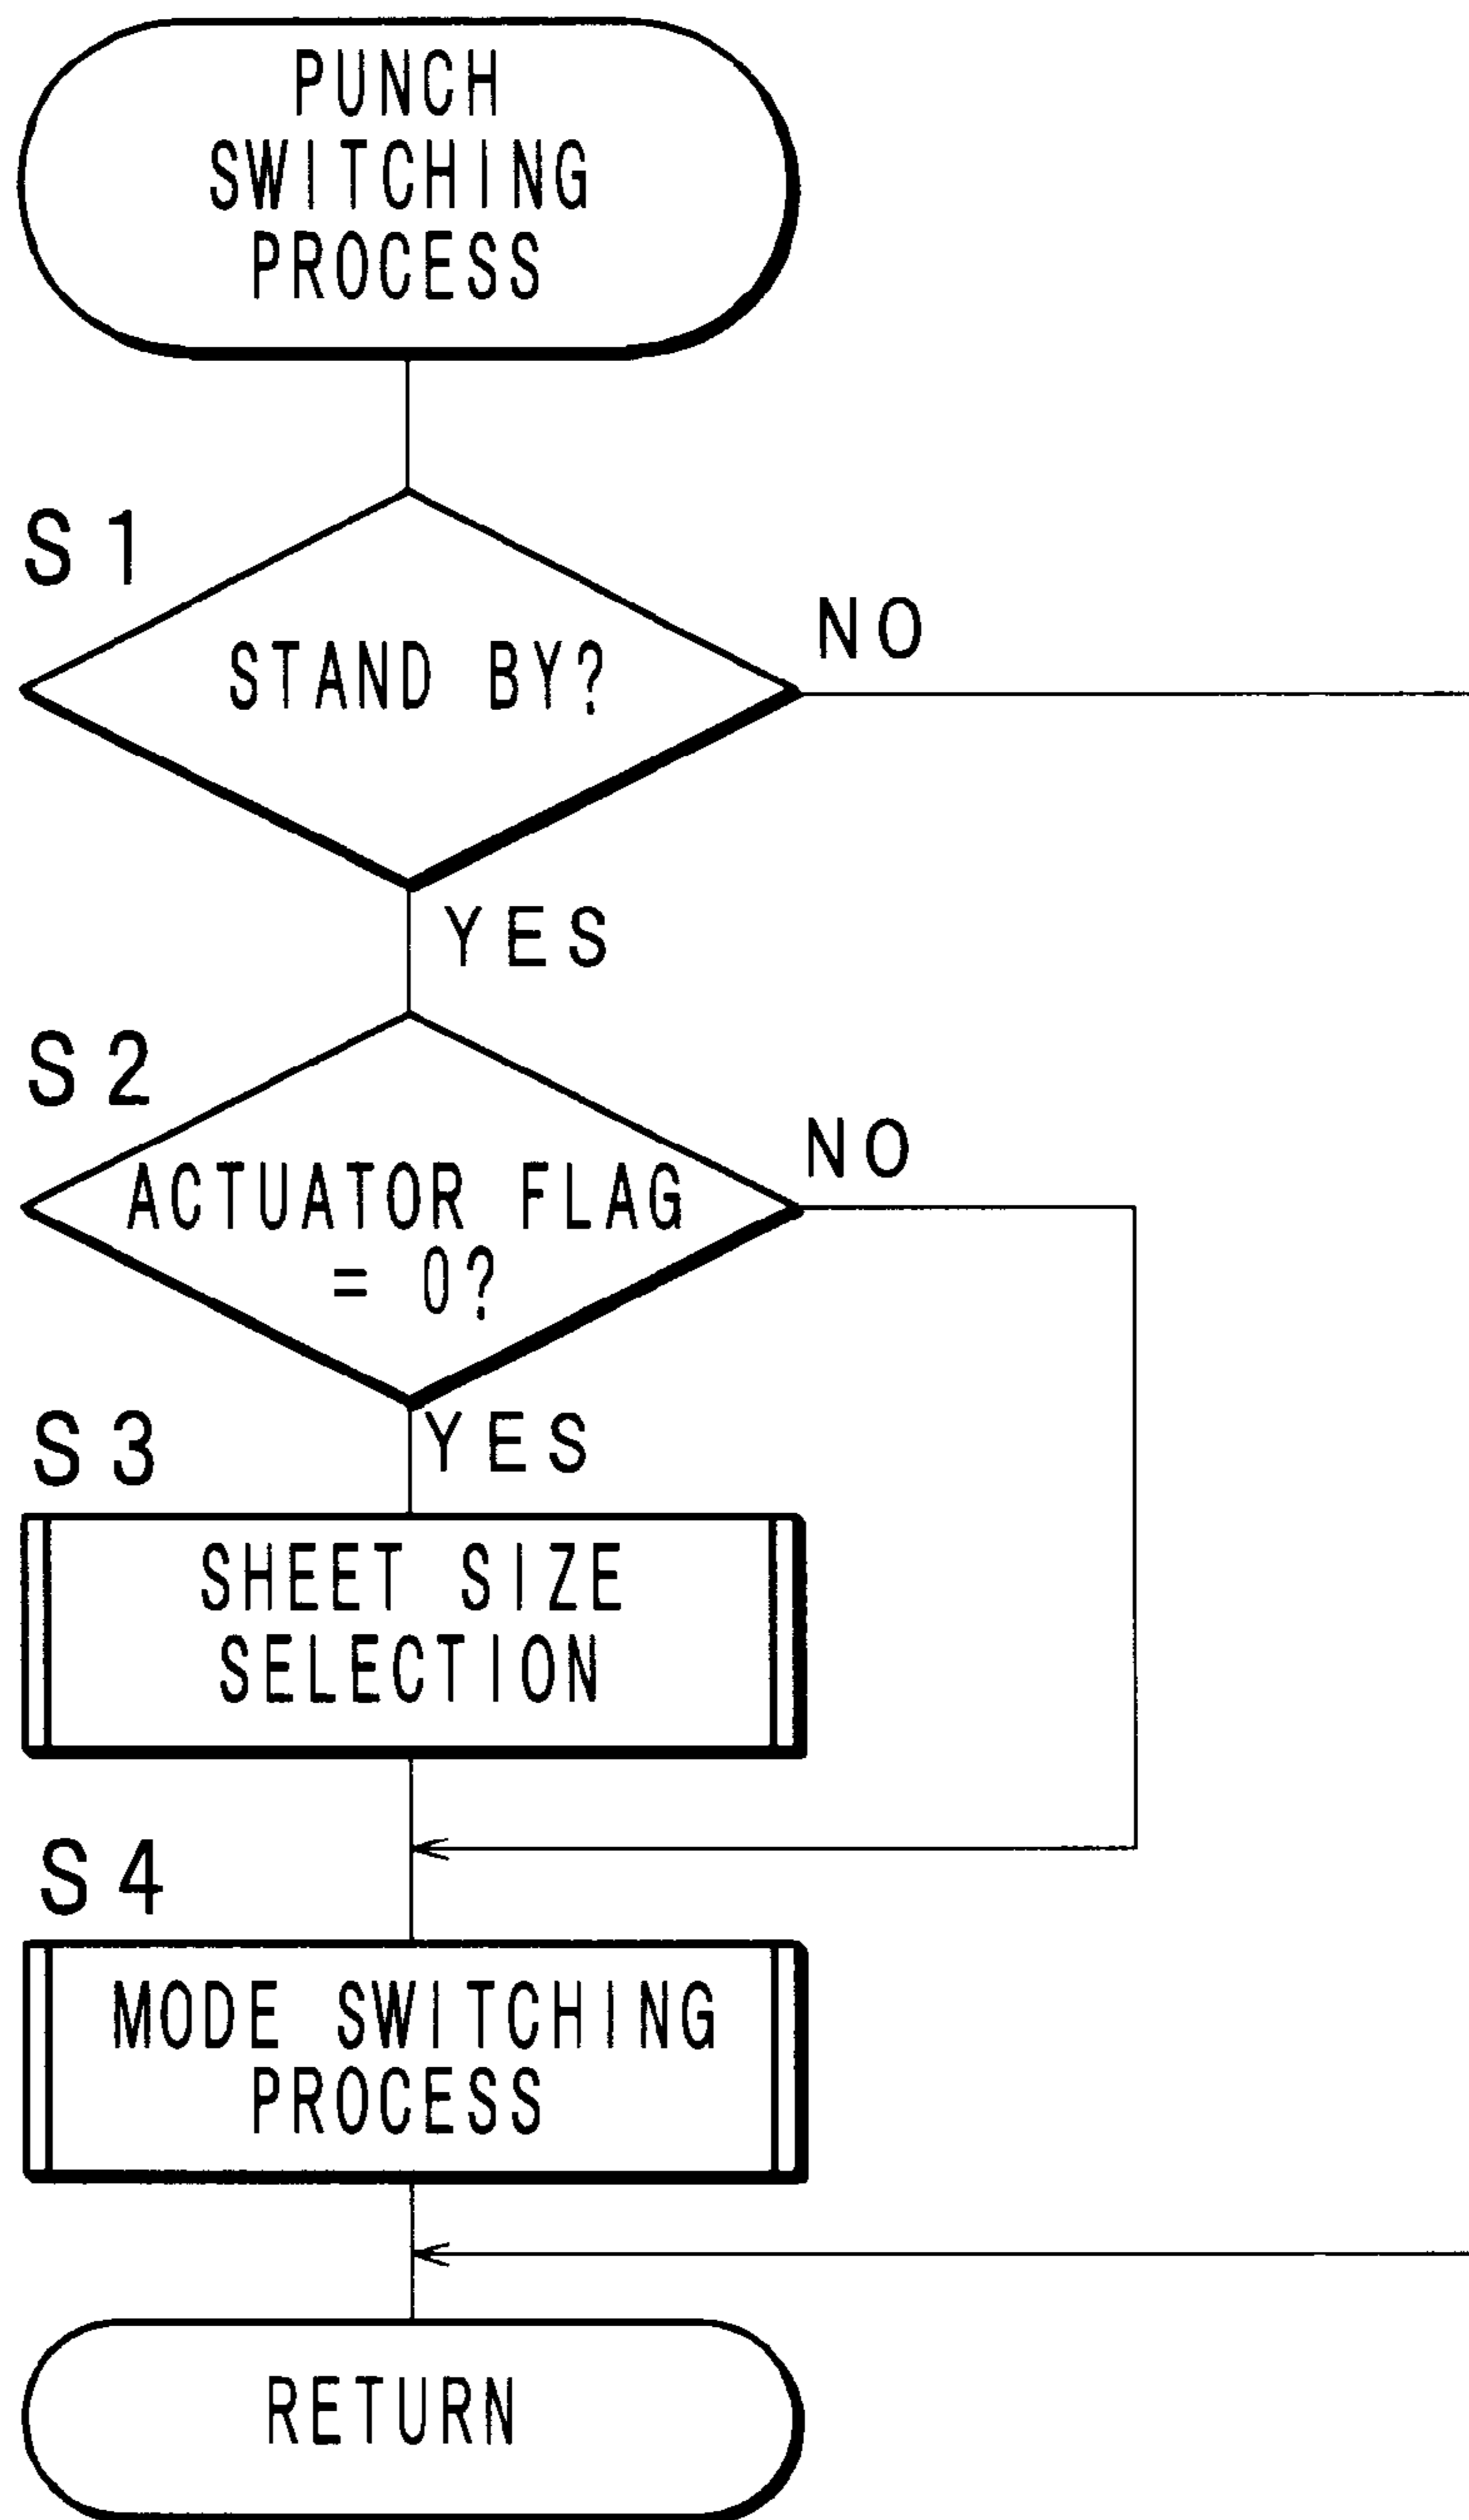 PUNCH
SWITCHING
PROCESS
S1
STAND BY?
NO
YES
S2
ACTUATOR FLAG
= 0?
NO
YES
S3
SHEET SIZE
SELECTION
S4
MODE SWITCHING
PROCESS
RETURN